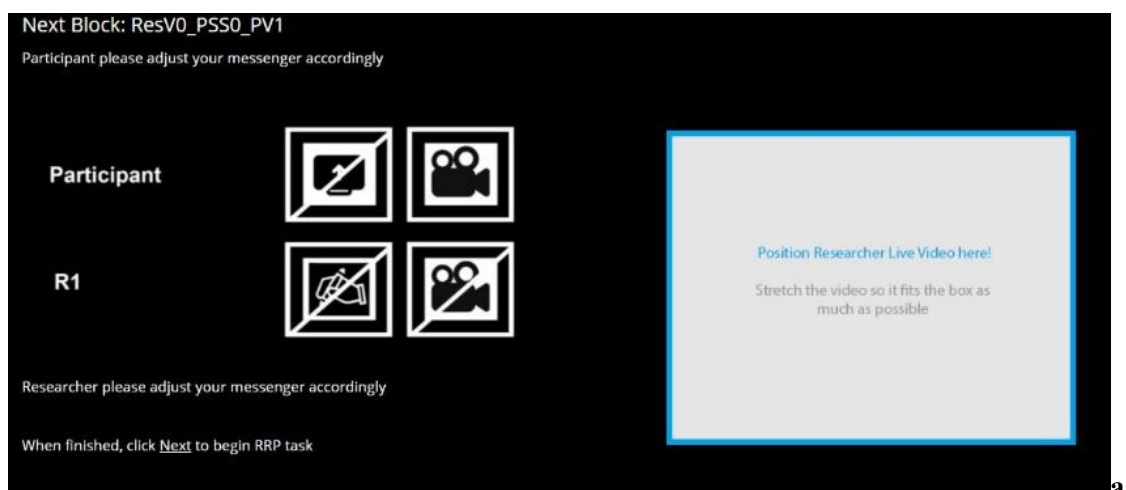 Next Block: ResV0_PSS0_PV1
Participant please adjust your messenger accordingly
Participant
R1
Position Researcher Live Video here!
Stretch the video so it fits the box as
much as possible
Researcher please adjust your messenger accordingly
When finished, click Next to begin RRP task
a